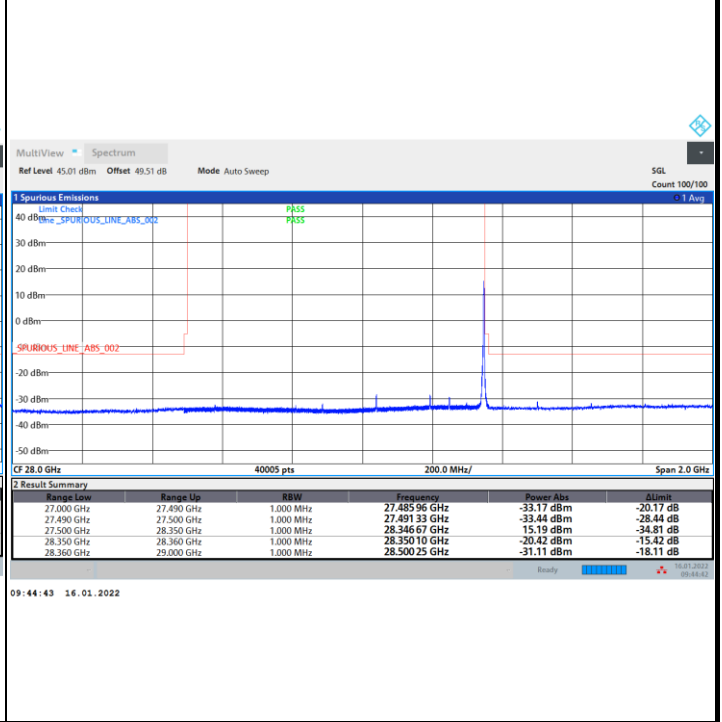 MultiView
Spectrum
Ref Level 45.01 dBm Offset 49.51 dB Mode Auto Sweep SGL
Count 100/100
1 Spurious Emissions 1 Avg
Limit Check PASS
40 dBm
Line _SPURIOUS_LINE_ABS_002 PASS
30 dBm
20 dBm
10 dBm
0 dBm
_SPURIOUS_LINE_ABS_002
-20 dBm
-30 dBm
-40 dBm
-50 dBm
CF 28.0 GHz 40005 pts 200.0 MHz/ Span 2.0 GHz
2 Result Summary
Range Low Range Up RBW Frequency Power Abs ΔLimit
27.000 GHz 27.490 GHz 1.000 MHz 27.485 96 GHz -33.17 dBm -20.17 dB
27.490 GHz 27.500 GHz 1.000 MHz 27.491 33 GHz -33.44 dBm -28.44 dB
27.500 GHz 28.350 GHz 1.000 MHz 28.346 67 GHz 15.19 dBm -34.81 dB
28.350 GHz 28.360 GHz 1.000 MHz 28.350 10 GHz -20.42 dBm -15.42 dB
28.360 GHz 29.000 GHz 1.000 MHz 28.500 25 GHz -31.11 dBm -18.11 dB
Ready 16.01.2022
09:44:42
09:44:43 16.01.2022